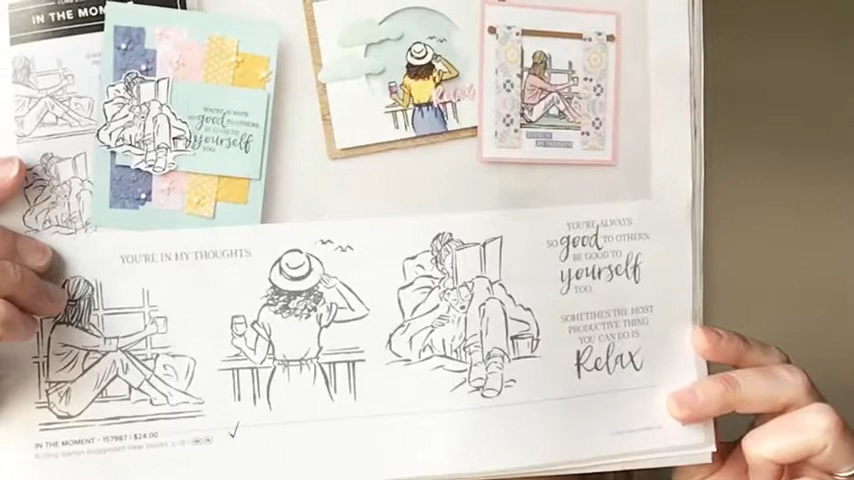 IN THE MOM
YOU'RE ALWAYS
SO good TO OTHERS.
BE GOOD TO
yourself
TOO.
YOU'RE IN MY THOUGHTS
YOU'RE ALWAYS
SO good TO OTHERS.
BE GOOD TO
yourself
TOO.
SOMETIMES THE MOST
PRODUCTIVE THING
YOU CAN DO IS
Relax
IN THE MOMENT • 157987 | $24.00